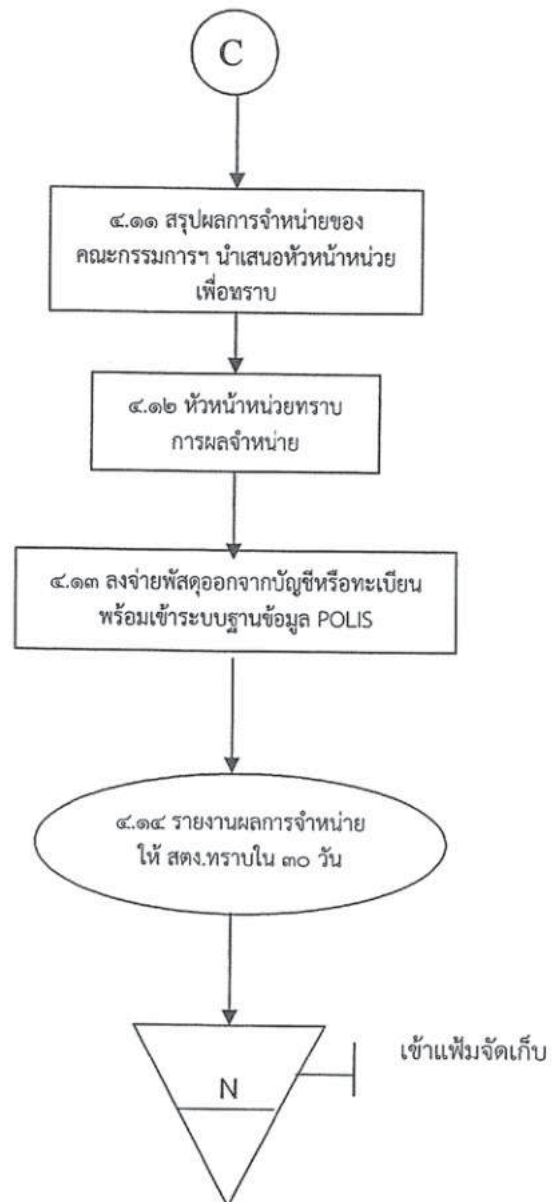 C
๔.๑๑ สรุปผลการจำหน่ายของ
คณะกรรมการฯ นำเสนอหัวหน้าหน่วย
เพื่อทราบ
๔.๑๒ หัวหน้าหน่วยทราบ
การผลจำหน่าย
๔.๑๓ ลงจ่ายพัสดุออกจากบัญชีหรือทะเบียน
พร้อมเข้าระบบฐานข้อมูล POLIS
๔.๑๔ รายงานผลการจำหน่าย
ให้ สตง.ทราบใน ๓๐ วัน
เข้าแฟ้มจัดเก็บ
N